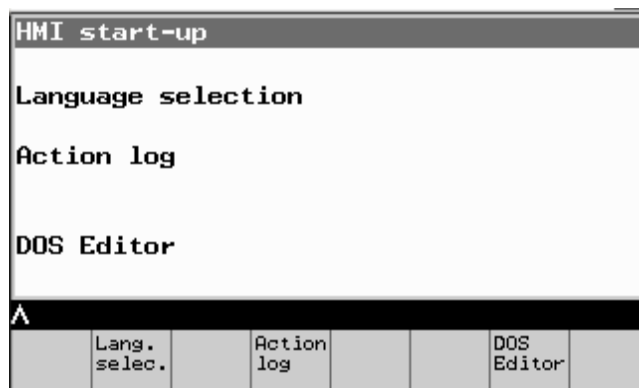 HMI start-up
Language selection
Action log
DOS Editor
Λ
Lang. selec.
Action log
DOS Editor